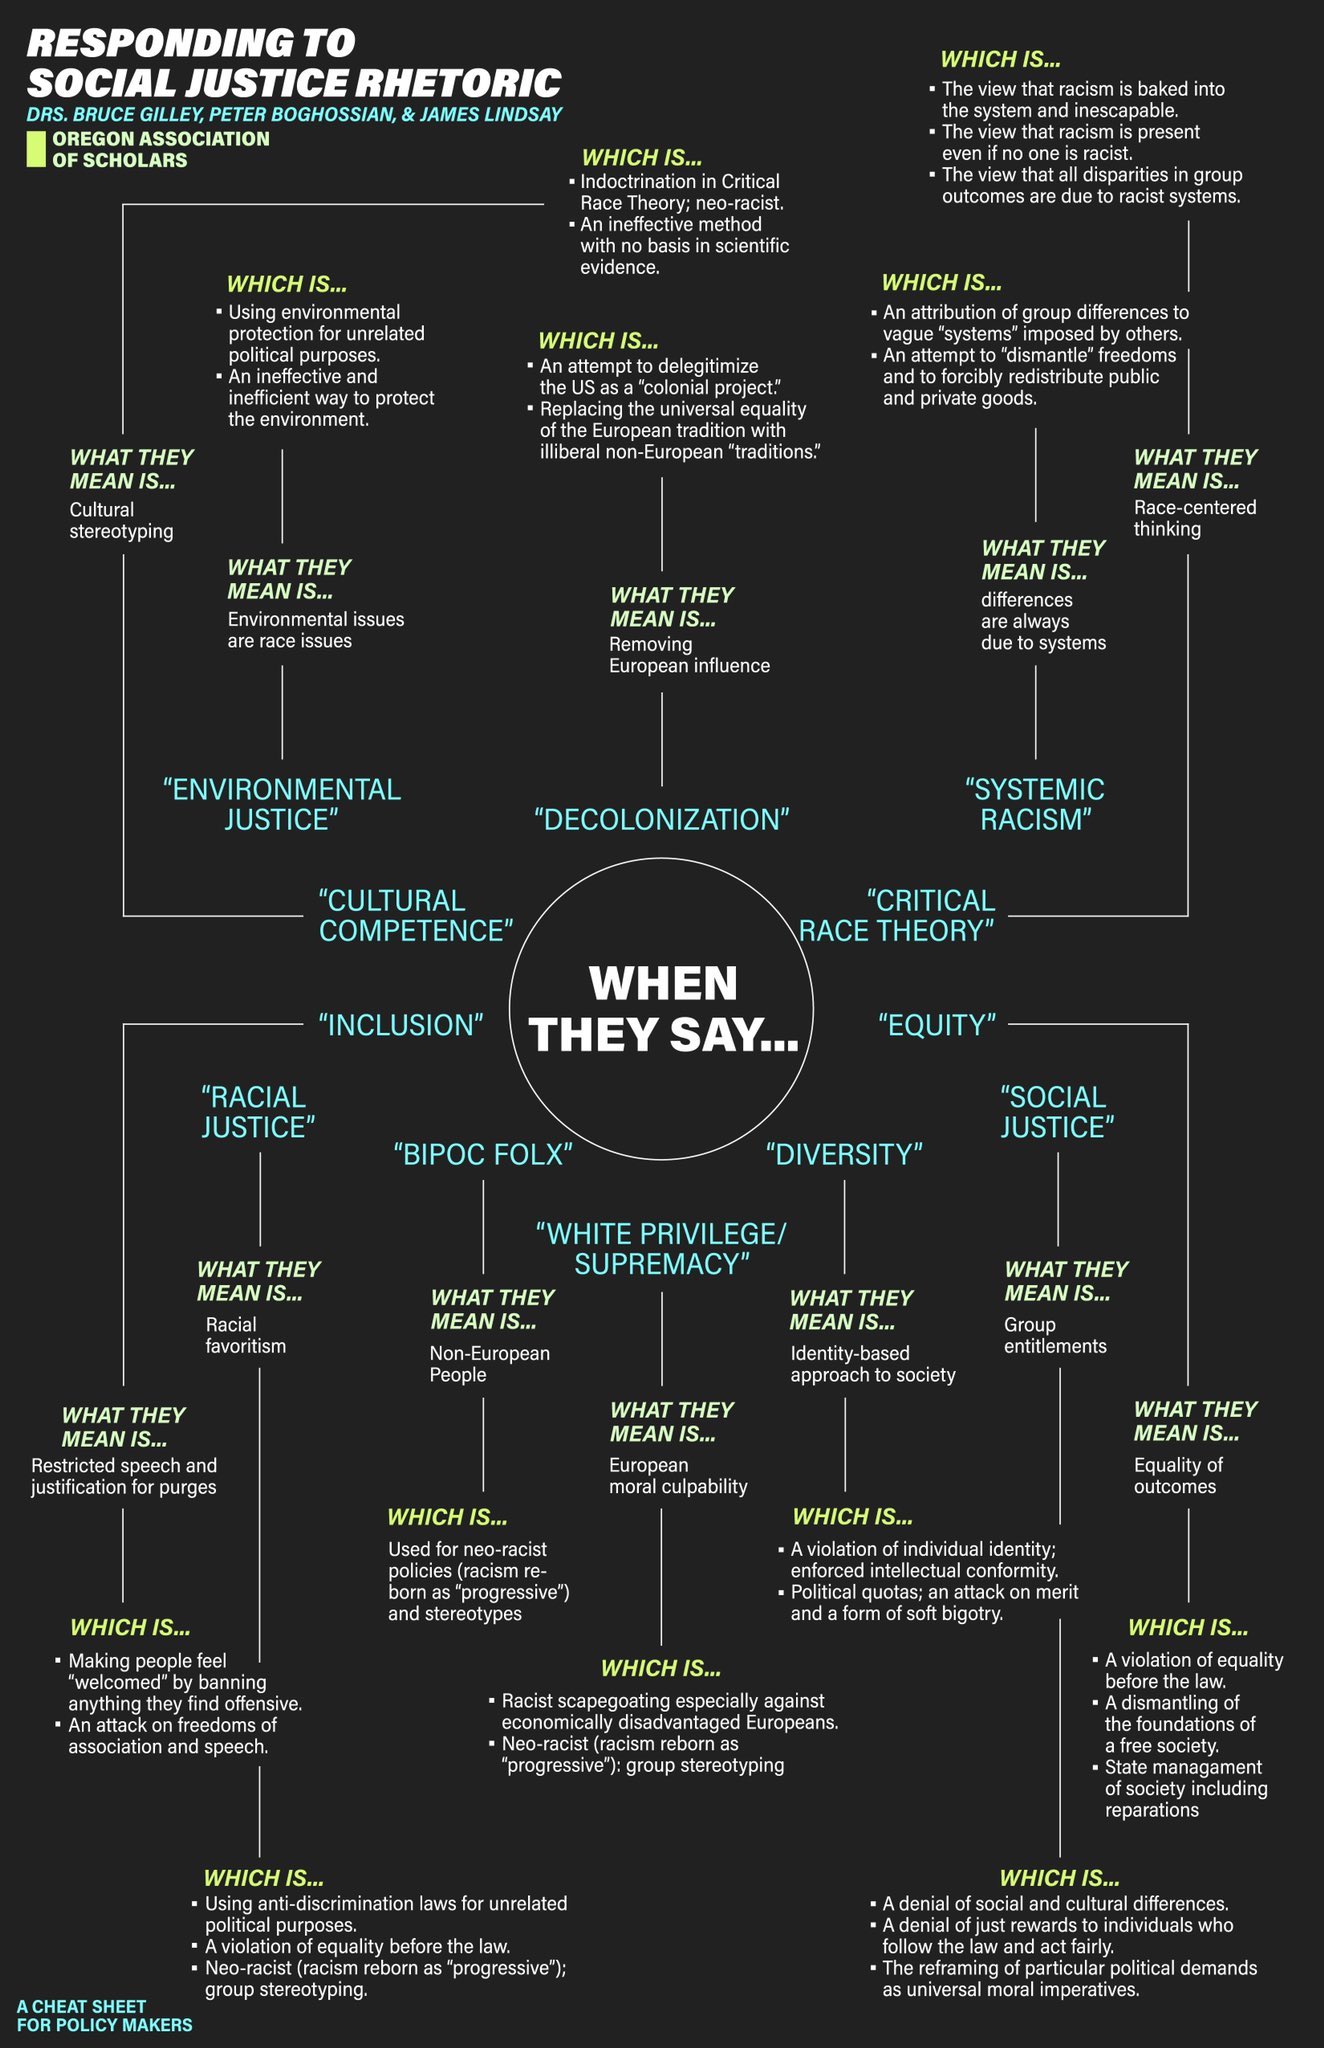 RESPONDING TO
SOCIAL JUSTICE RHETORIC
DRS. BRUCE GILLEY, PETER BOGHOSSIAN, & JAMES LINDSAY
OREGON ASSOCIATION
OF SCHOLARS
WHICH IS...
▪ Indoctrination in Critical
Race Theory; neo-racist.
▪ An ineffective method
with no basis in scientific
evidence.
WHAT THEY
MEAN IS...
Cultural
stereotyping
"CULTURAL
COMPETENCE"
WHICH IS...
▪ Using environmental
protection for unrelated
political purposes.
▪ An ineffective and
inefficient way to protect
the environment.
WHAT THEY
MEAN IS...
Environmental issues
are race issues
"ENVIRONMENTAL
JUSTICE"
WHICH IS...
▪ An attempt to delegitimize
the US as a "colonial project."
▪ Replacing the universal equality
of the European tradition with
illiberal non-European "traditions."
WHAT THEY
MEAN IS...
Removing
European influence
"DECOLONIZATION"
WHICH IS...
▪ An attribution of group differences to
vague "systems" imposed by others.
▪ An attempt to "dismantle" freedoms
and to forcibly redistribute public
and private goods.
WHAT THEY
MEAN IS...
differences
are always
due to systems
"SYSTEMIC
RACISM"
WHICH IS...
▪ The view that racism is baked into
the system and inescapable.
▪ The view that racism is present
even if no one is racist.
▪ The view that all disparities in group
outcomes are due to racist systems.
WHAT THEY
MEAN IS...
Race-centered
thinking
"CRITICAL
RACE THEORY"
WHEN
THEY SAY...
"INCLUSION"
WHAT THEY
MEAN IS...
Restricted speech and
justification for purges
WHICH IS...
▪ Making people feel
"welcomed" by banning
anything they find offensive.
▪ An attack on freedoms of
association and speech.
"RACIAL
JUSTICE"
WHAT THEY
MEAN IS...
Racial
favoritism
WHICH IS...
▪ Using anti-discrimination laws for unrelated
political purposes.
▪ A violation of equality before the law.
▪ Neo-racist (racism reborn as "progressive");
group stereotyping.
"BIPOC FOLX"
WHAT THEY
MEAN IS...
Non-European
People
WHICH IS...
Used for neo-racist
policies (racism re-
born as "progressive")
and stereotypes
"WHITE PRIVILEGE/
SUPREMACY"
WHAT THEY
MEAN IS...
European
moral culpability
WHICH IS...
▪ Racist scapegoating especially against
economically disadvantaged Europeans.
▪ Neo-racist (racism reborn as
"progressive"): group stereotyping
"DIVERSITY"
WHAT THEY
MEAN IS...
Identity-based
approach to society
WHICH IS...
▪ A violation of individual identity;
enforced intellectual conformity.
▪ Political quotas; an attack on merit
and a form of soft bigotry.
"SOCIAL
JUSTICE"
WHAT THEY
MEAN IS...
Group
entitlements
WHICH IS...
▪ A denial of social and cultural differences.
▪ A denial of just rewards to individuals who
follow the law and act fairly.
▪ The reframing of particular political demands
as universal moral imperatives.
"EQUITY"
WHAT THEY
MEAN IS...
Equality of
outcomes
WHICH IS...
▪ A violation of equality
before the law.
▪ A dismantling of
the foundations of
a free society.
▪ State managament
of society including
reparations
A CHEAT SHEET
FOR POLICY MAKERS